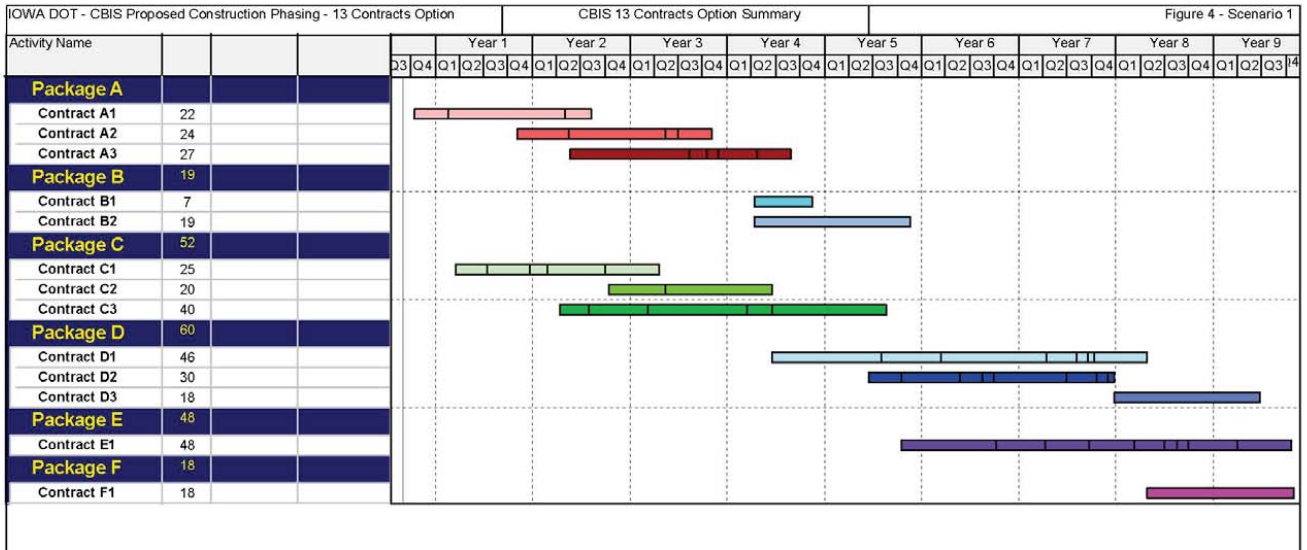 IOWA DOT - CBIS Proposed Construction Phasing - 13 Contracts Option CBIS 13 Contracts Option Summary Figure 4 - Scenario 1
Activity Name Year 1 Year 2 Year 3 Year 4 Year 5 Year 6 Year 7 Year 8 Year 9
Q3 Q4 Q1 Q2 Q3 Q4 Q1 Q2 Q3 Q4 Q1 Q2 Q3 Q4 Q1 Q2 Q3 Q4 Q1 Q2 Q3 Q4 Q1 Q2 Q3 Q4 Q1 Q2 Q3 Q4 Q1 Q2 Q3 Q4 Q1 Q2 Q3 Q4
Package A
Contract A1 22
Contract A2 24
Contract A3 27
Package B 19
Contract B1 7
Contract B2 19
Package C 52
Contract C1 25
Contract C2 20
Contract C3 40
Package D 60
Contract D1 46
Contract D2 30
Contract D3 18
Package E 48
Contract E1 48
Package F 18
Contract F1 18